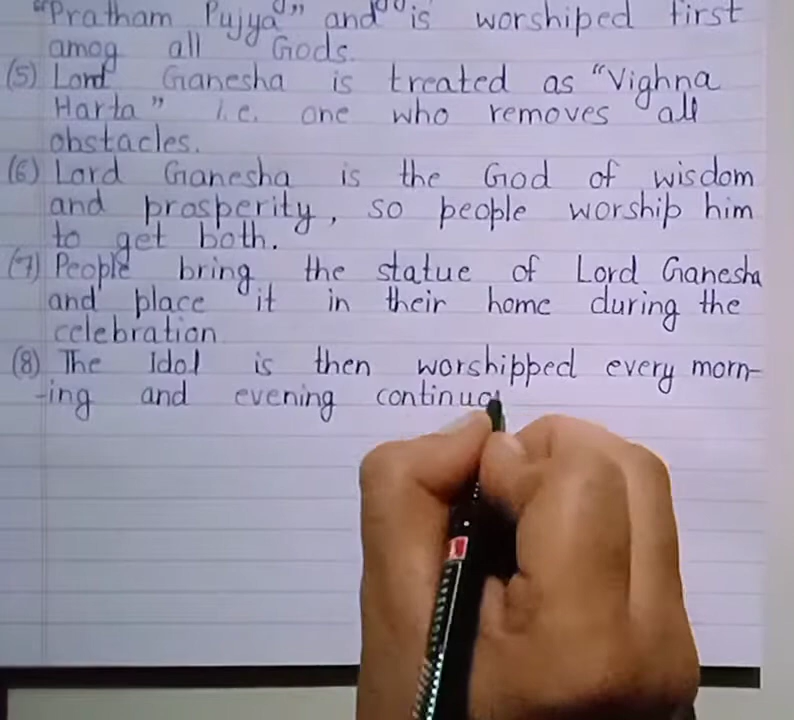 "Pratham Pujya" and is worshiped first
amog all Gods.
(5) Lord Ganesha is treated as "Vighna
Harta" i.e. one who removes all
obstacles.
(6) Lord Ganesha is the God of wisdom
and prosperity, so people worship him
to get both.
(7) People bring the statue of Lord Ganesha
and place it in their home during the
celebration
(8) The Idol is then worshipped every morn-
-ing and evening continua